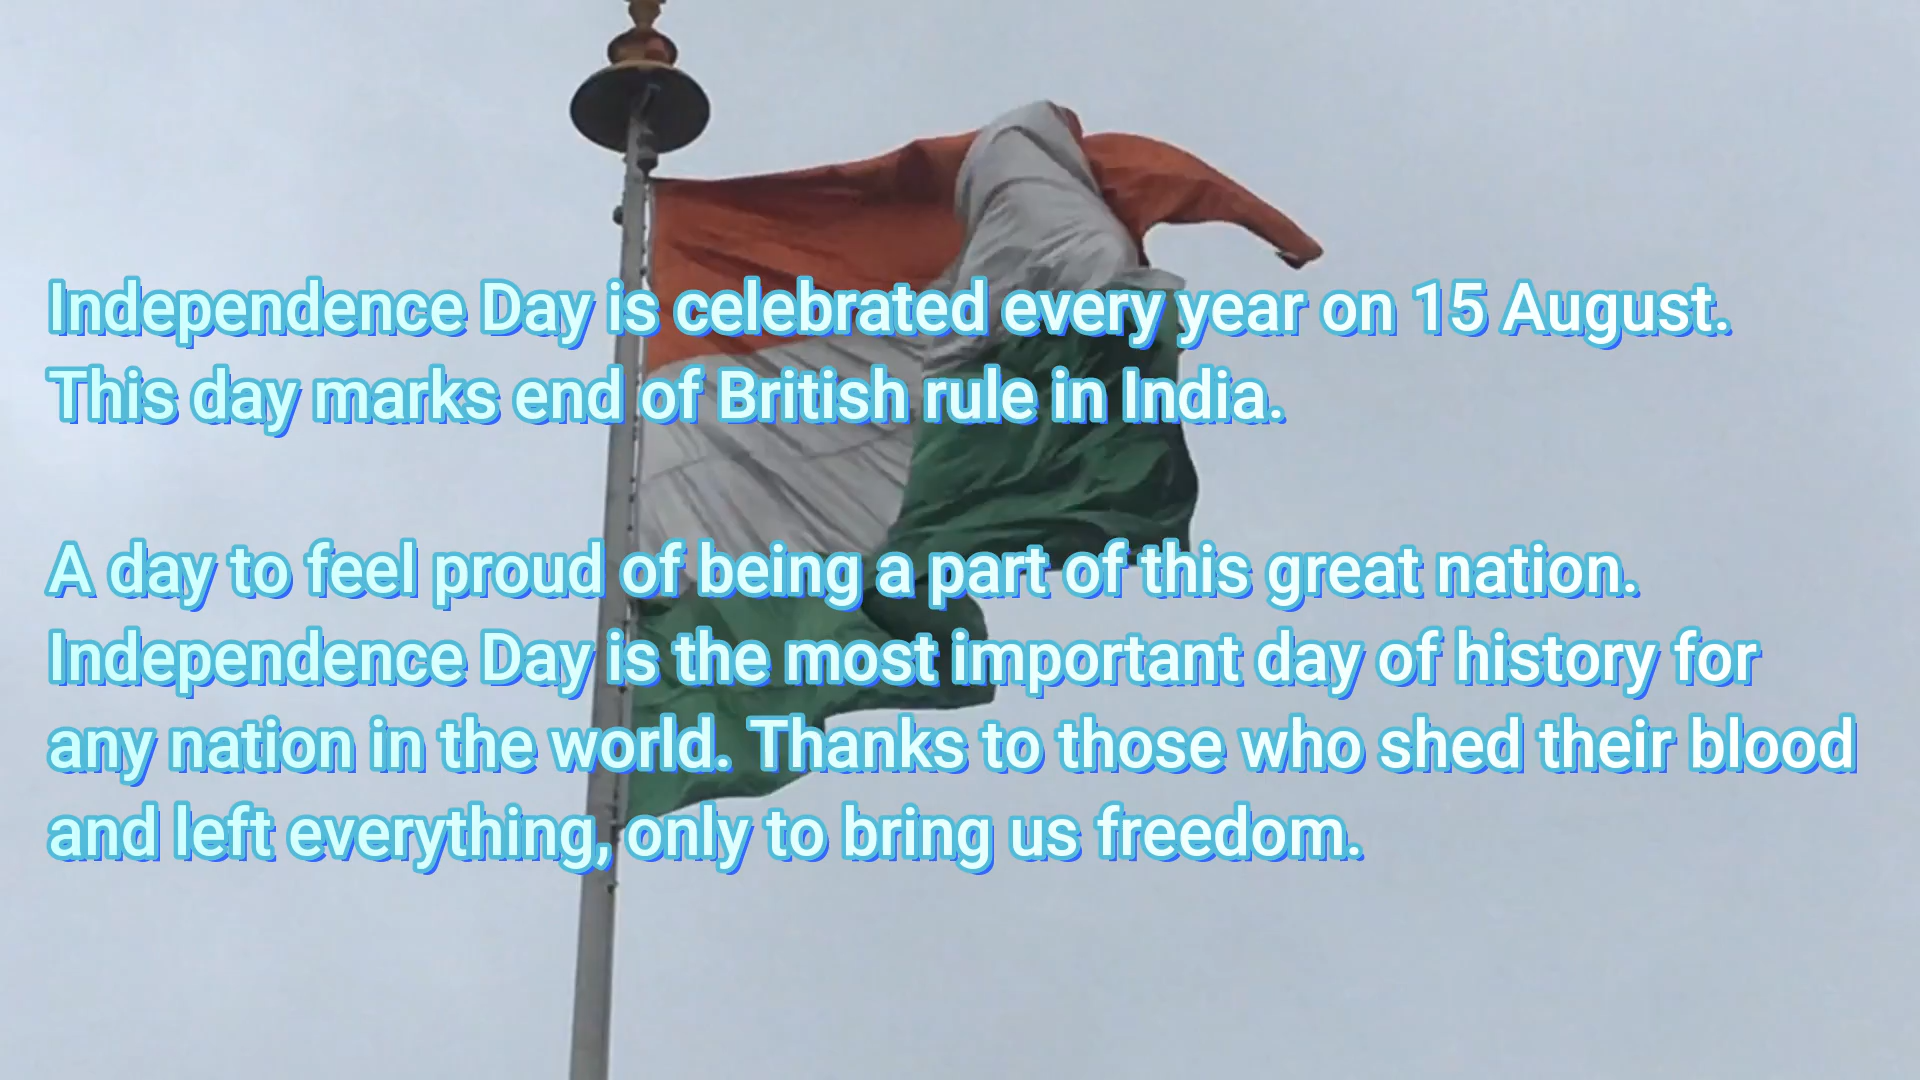 Independence Day is celebrated every year on 15 August.
This day marks end of British rule in India.
A day to feel proud of being a part of this great nation.
Independence Day is the most important day of history for
any nation in the world. Thanks to those who shed their blood
and left everything, only to bring us freedom.